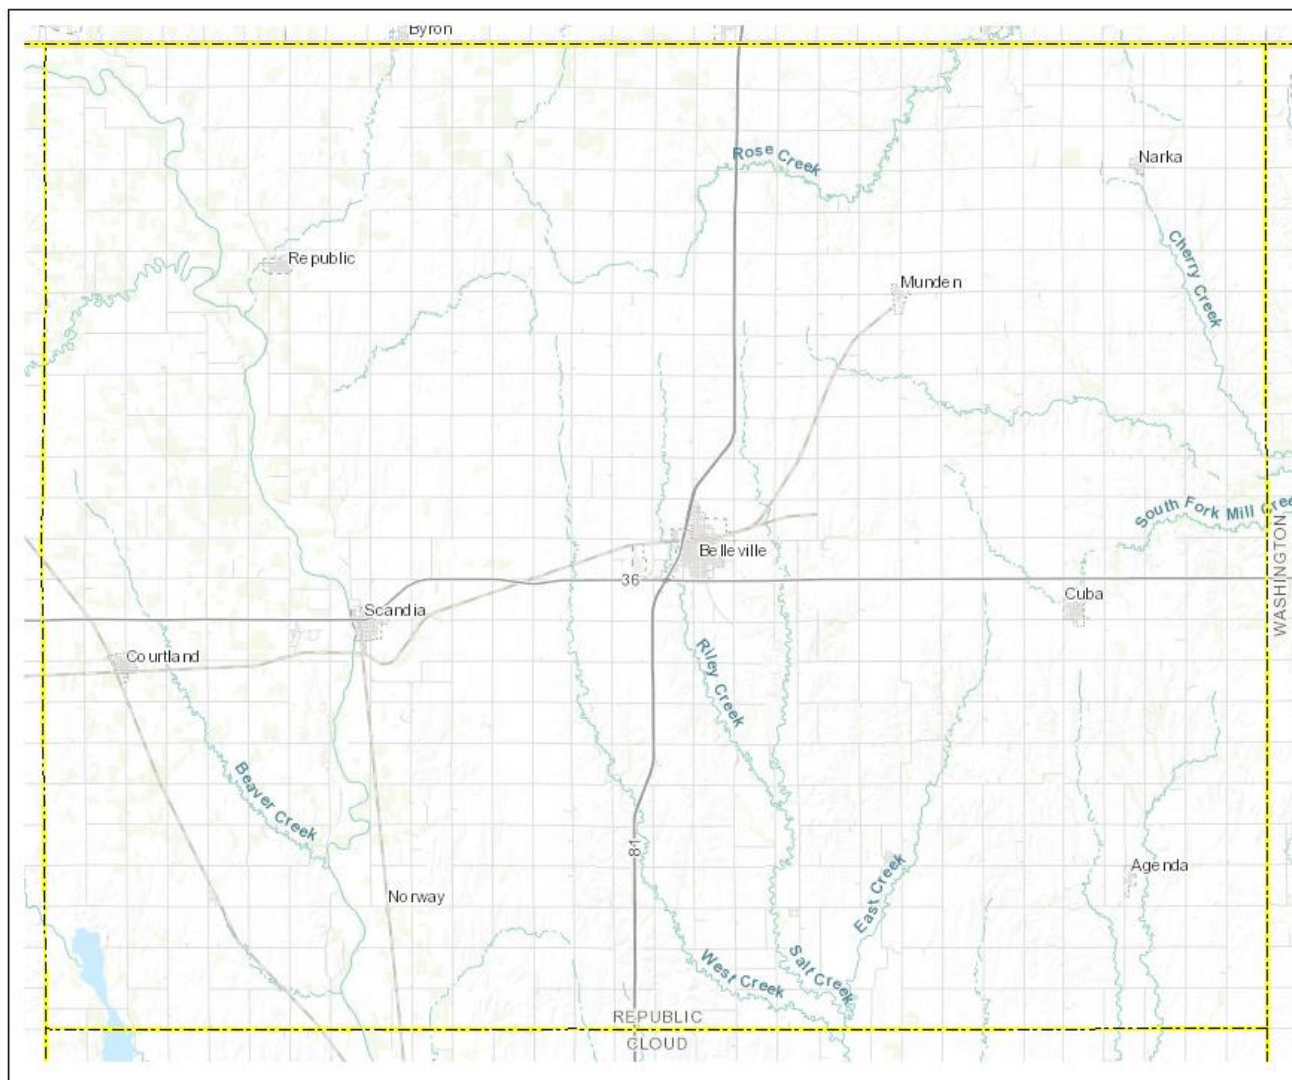 Byron
Rose Creek
Narka
Republic
Cherry Creek
Munden
South Fork Mill Cree
Belleville
36
WASHINGTON
Cuba
Scandia
Courtland
Riley Creek
Beaver Creek
81
Agenda
East Creek
Norway
West Creek
Salt Creek
REPUBLIC
CLOUD